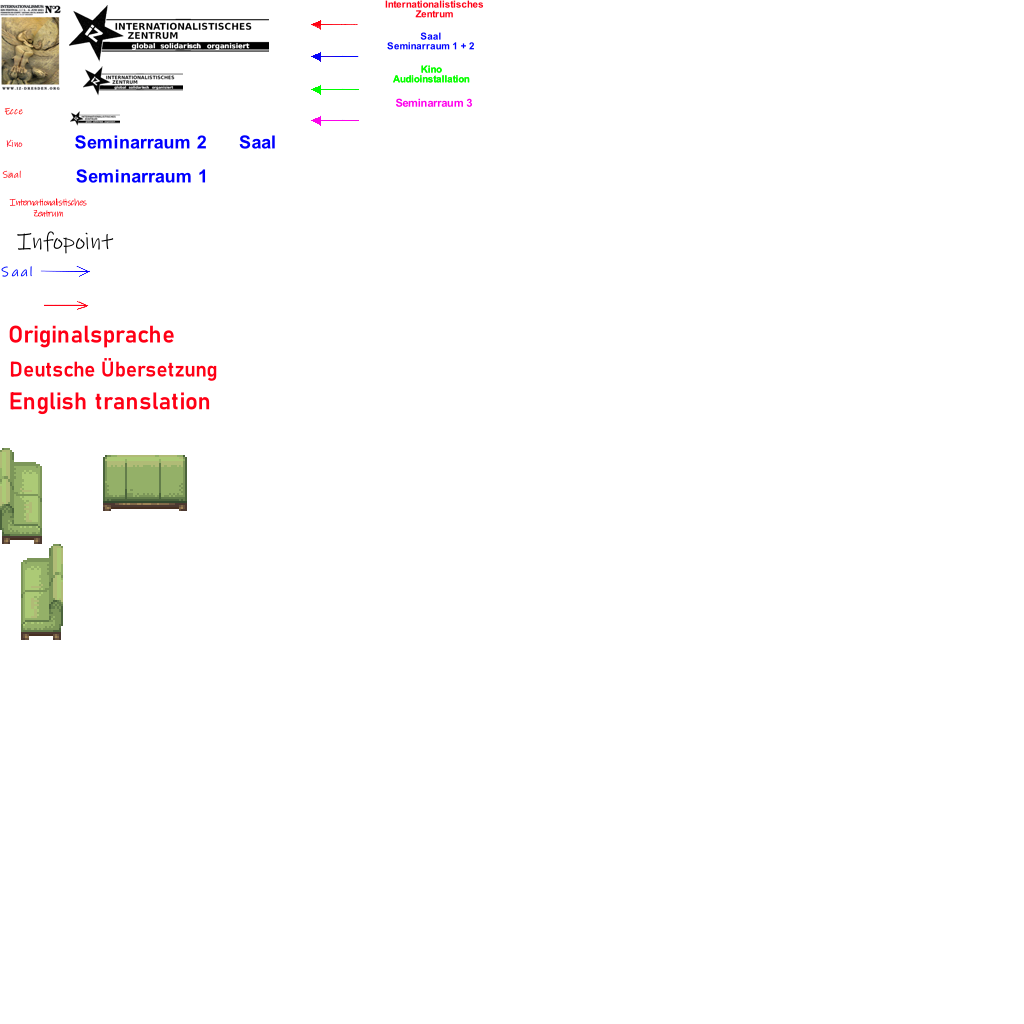 INTERNATIONALISMUS
N°2
WWW.IZ-DRESDEN.ORG
iZ
INTERNATIONALISTISCHES
ZENTRUM
global solidarisch organisiert
iZ
INTERNATIONALISTISCHES
ZENTRUM
global solidarisch organisiert
Internationalistisches
Zentrum
Saal
Seminarraum 1 + 2
Kino
Audioinstallation
Seminarraum 3
Ecce
Kino
Saal
Seminarraum 2 Saal
Seminarraum 1
Internationalistisches
Zentrum
Infopoint
Saal
Originalsprache
Deutsche Übersetzung
English translation